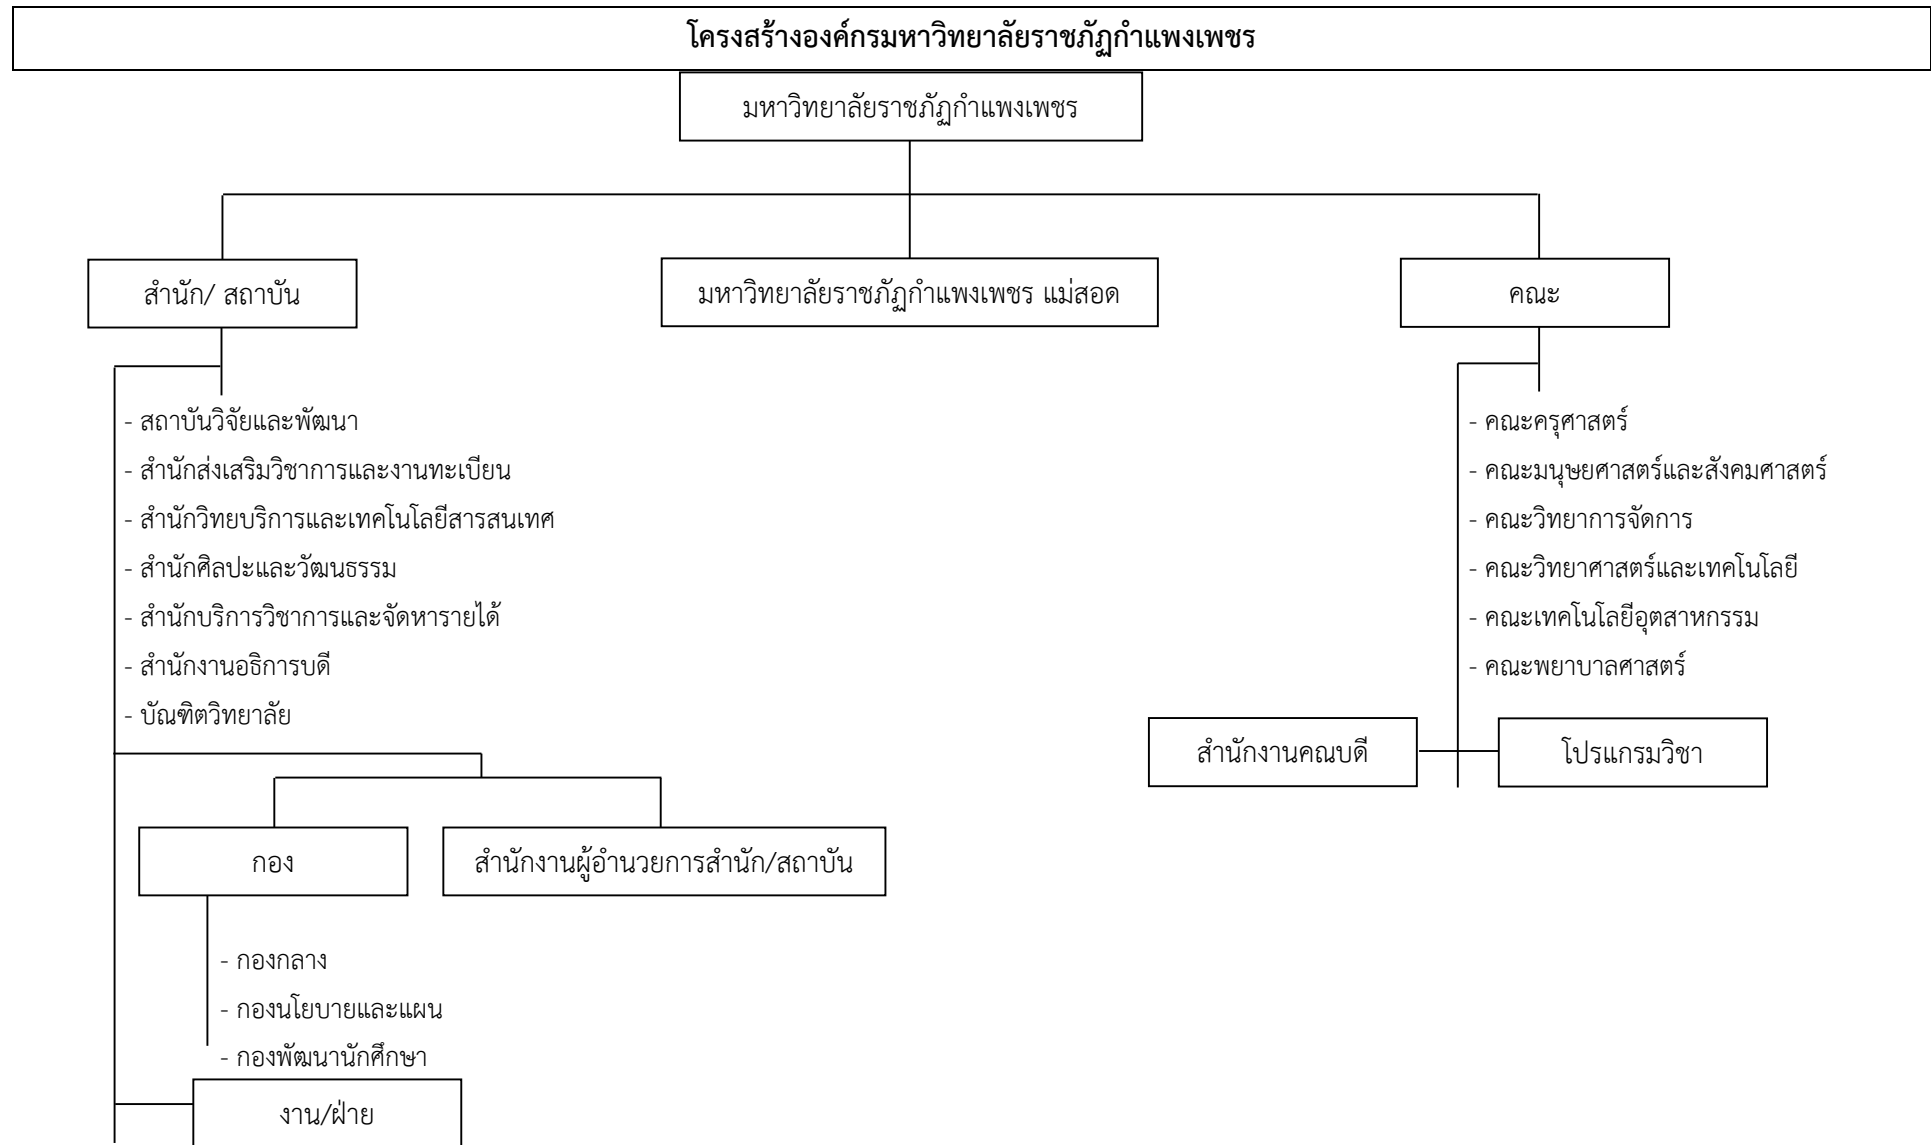 โครงสร้างองค์กรมหาวิทยาลัยราชภัฏกำแพงเพชร
มหาวิทยาลัยราชภัฏกำแพงเพชร
สำนัก/ สถาบัน
มหาวิทยาลัยราชภัฏกำแพงเพชร แม่สอด
คณะ
- สถาบันวิจัยและพัฒนา
- สำนักส่งเสริมวิชาการและงานทะเบียน
- สำนักวิทยบริการและเทคโนโลยีสารสนเทศ
- สำนักศิลปะและวัฒนธรรม
- สำนักบริการวิชาการและจัดหารายได้
- สำนักงานอธิการบดี
- บัณฑิตวิทยาลัย
- คณะครุศาสตร์
- คณะมนุษยศาสตร์และสังคมศาสตร์
- คณะวิทยาการจัดการ
- คณะวิทยาศาสตร์และเทคโนโลยี
- คณะเทคโนโลยีอุตสาหกรรม
- คณะพยาบาลศาสตร์
สำนักงานคณบดี
โปรแกรมวิชา
กอง
สำนักงานผู้อำนวยการสำนัก/สถาบัน
- กองกลาง
- กองนโยบายและแผน
- กองพัฒนานักศึกษา
งาน/ฝ่าย